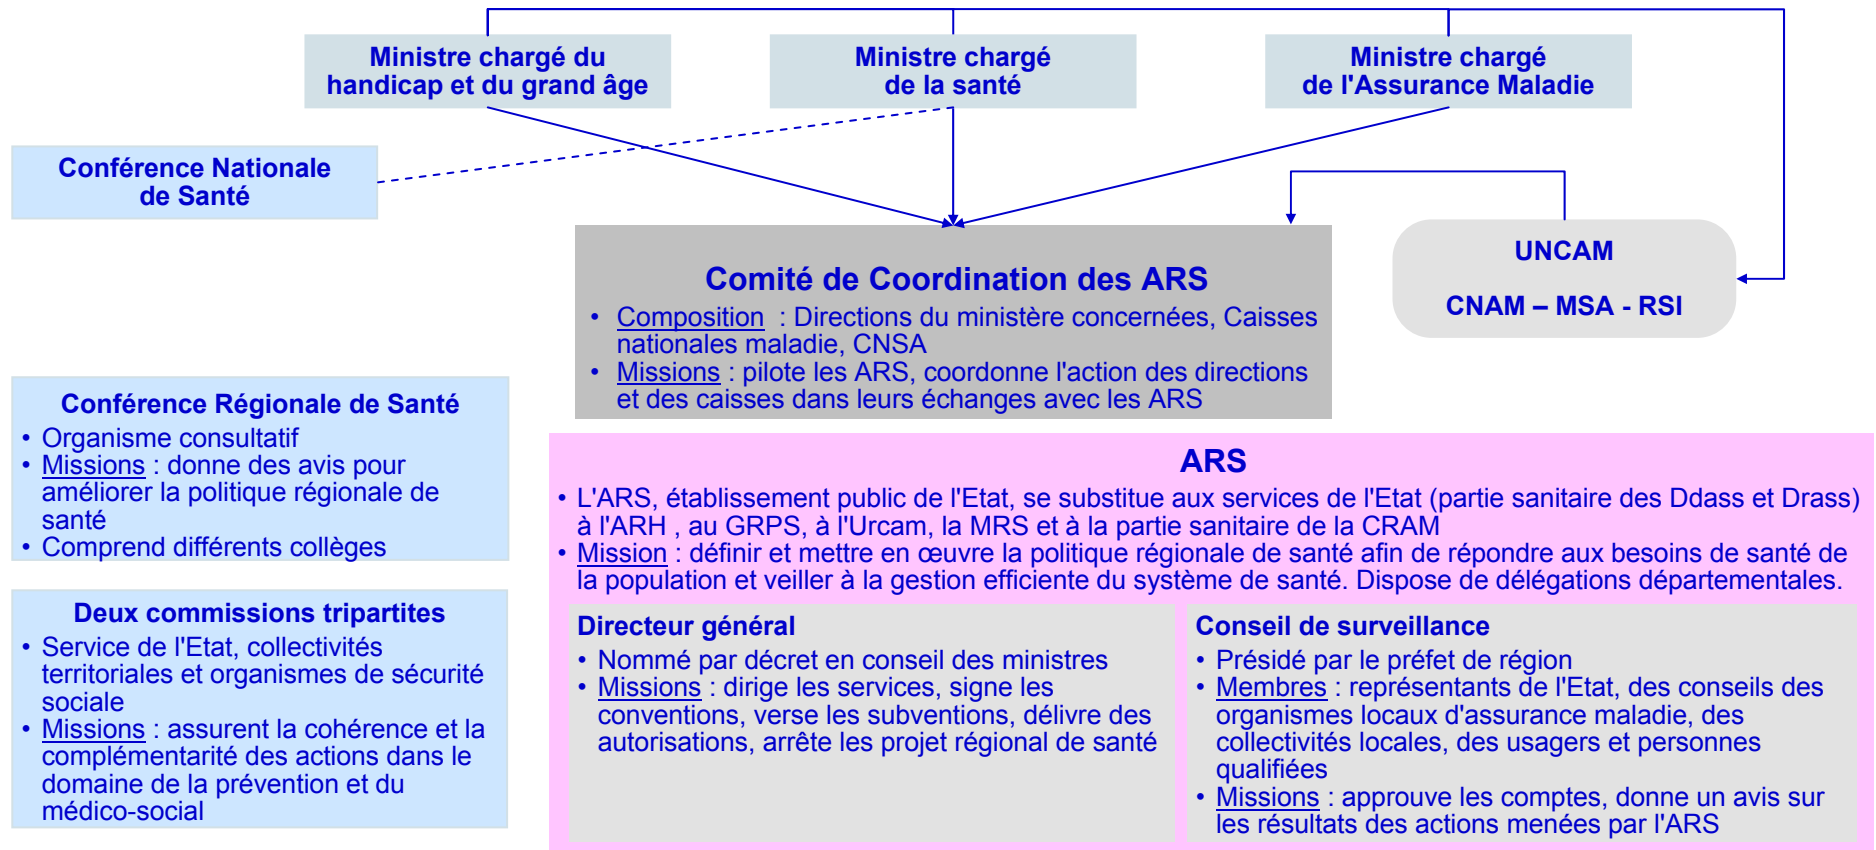 Ministre chargé du
handicap et du grand âge
Ministre chargé
de la santé
Ministre chargé
de l'Assurance Maladie
Conférence Nationale
de Santé
UNCAM
CNAM – MSA - RSI
Comité de Coordination des ARS
• Composition : Directions du ministère concernées, Caisses
nationales maladie, CNSA
• Missions : pilote les ARS, coordonne l'action des directions
et des caisses dans leurs échanges avec les ARS
Conférence Régionale de Santé
• Organisme consultatif
• Missions : donne des avis pour
améliorer la politique régionale de
santé
• Comprend différents collèges
Deux commissions tripartites
• Service de l'Etat, collectivités
territoriales et organismes de sécurité
sociale
• Missions : assurent la cohérence et la
complémentarité des actions dans le
domaine de la prévention et du
médico-social
ARS
• L'ARS, établissement public de l'Etat, se substitue aux services de l'Etat (partie sanitaire des Ddass et Drass)
à l'ARH , au GRPS, à l'Urcam, la MRS et à la partie sanitaire de la CRAM
• Mission : définir et mettre en œuvre la politique régionale de santé afin de répondre aux besoins de santé de
la population et veiller à la gestion efficiente du système de santé. Dispose de délégations départementales.
Directeur général
• Nommé par décret en conseil des ministres
• Missions : dirige les services, signe les
conventions, verse les subventions, délivre des
autorisations, arrête les projet régional de santé
Conseil de surveillance
• Présidé par le préfet de région
• Membres : représentants de l'Etat, des conseils des
organismes locaux d'assurance maladie, des
collectivités locales, des usagers et personnes
qualifiées
• Missions : approuve les comptes, donne un avis sur
les résultats des actions menées par l'ARS